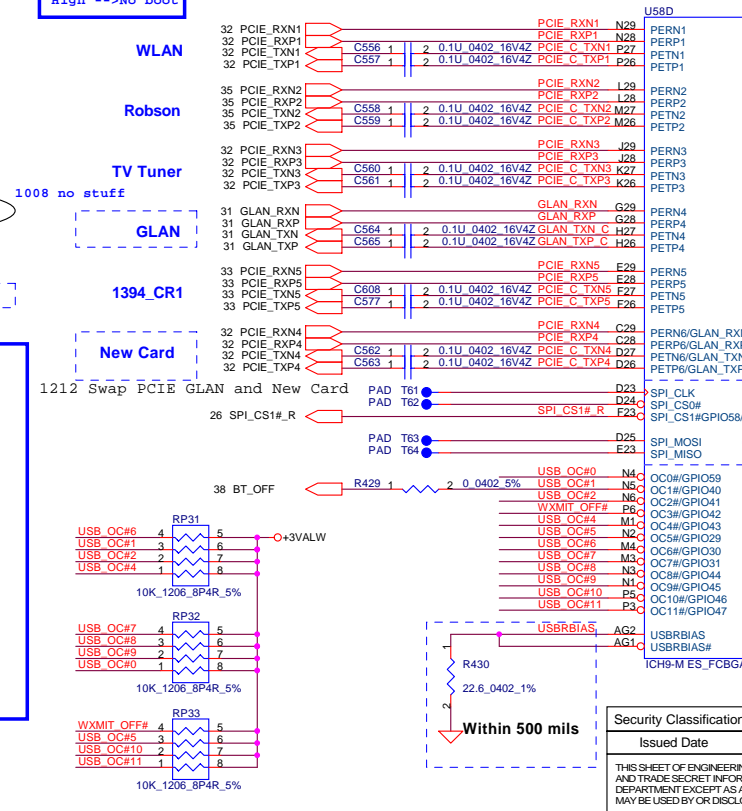 High -->No boot
U58D
WLAN
32 PCIE_RXN1 PCIE_RXN1 N29 PERN1
32 PCIE_RXP1 PCIE_RXP1 N28 PERP1
32 PCIE_TXN1 C556 1 2 0.1U_0402_16V4Z PCIE_C_TXN1 P27 PETN1
32 PCIE_TXP1 C557 1 2 0.1U_0402_16V4Z PCIE_C_TXP1 P26 PETP1
Robson
35 PCIE_RXN2 PCIE_RXN2 L29 PERN2
35 PCIE_RXP2 PCIE_RXP2 L28 PERP2
35 PCIE_TXN2 C558 1 2 0.1U_0402_16V4Z PCIE_C_TXN2 M27 PETN2
35 PCIE_TXP2 C559 1 2 0.1U_0402_16V4Z PCIE_C_TXP2 M26 PETP2
TV Tuner
32 PCIE_RXN3 PCIE_RXN3 J29 PERN3
32 PCIE_RXP3 PCIE_RXP3 J28 PERP3
32 PCIE_TXN3 C560 1 2 0.1U_0402_16V4Z PCIE_C_TXN3 K27 PETN3
32 PCIE_TXP3 C561 1 2 0.1U_0402_16V4Z PCIE_C_TXP3 K26 PETP3
1008 no stuff
GLAN
31 GLAN_RXN GLAN_RXN G29 PERN4
31 GLAN_RXP GLAN_RXP G28 PERP4
31 GLAN_TXN C564 1 2 0.1U_0402_16V4Z GLAN_TXN_C H27 PETN4
31 GLAN_TXP C565 1 2 0.1U_0402_16V4Z GLAN_TXP_C H26 PETP4
1394_CR1
33 PCIE_RXN5 PCIE_RXN5 E29 PERN5
33 PCIE_RXP5 PCIE_RXP5 E28 PERP5
33 PCIE_TXN5 C608 1 2 0.1U_0402_16V4Z PCIE_C_TXN5 F27 PETN5
33 PCIE_TXP5 C577 1 2 0.1U_0402_16V4Z PCIE_C_TXP5 F26 PETP5
New Card
32 PCIE_RXN4 PCIE_RXN4 C29 PERN6/GLAN_RXN
32 PCIE_RXP4 PCIE_RXP4 C28 PERP6/GLAN_RXP
32 PCIE_TXN4 C562 1 2 0.1U_0402_16V4Z PCIE_C_TXN4 D27 PETN6/GLAN_TXN
32 PCIE_TXP4 C563 1 2 0.1U_0402_16V4Z PCIE_C_TXP4 D26 PETP6/GLAN_TXP
1212 Swap PCIE GLAN and New Card
PAD T61 D23 SPI_CLK
PAD T62 D24 SPI_CS0#
26 SPI_CS1#_R SPI_CS1#_R F23 SPI_CS1#GPIO58/
PAD T63 D25 SPI_MOSI
PAD T64 E23 SPI_MISO
USB_OC#0 N4 OC0#/GPIO59
38 BT_OFF R429 1 2 0_0402_5% USB_OC#1 N5 OC1#/GPIO40
USB_OC#2 N6 OC2#/GPIO41
WXMIT_OFF# P6 OC3#/GPIO42
USB_OC#4 M1 OC4#/GPIO43
USB_OC#5 N2 OC5#/GPIO29
USB_OC#6 M4 OC6#/GPIO30
USB_OC#7 M3 OC7#/GPIO31
USB_OC#8 N3 OC8#/GPIO44
USB_OC#9 N1 OC9#/GPIO45
USB_OC#10 P5 OC10#/GPIO46
USB_OC#11 P3 OC11#/GPIO47
RP31
USB_OC#6 4 5 +3VALW
USB_OC#1 3 6
USB_OC#2 2 7
USB_OC#4 1 8
10K_1206_8P4R_5%
RP32
USB_OC#7 4 5
USB_OC#8 3 6
USB_OC#9 2 7
USB_OC#0 1 8
10K_1206_8P4R_5%
RP33
WXMIT_OFF# 4 5
USB_OC#5 3 6
USB_OC#10 2 7
USB_OC#11 1 8
10K_1206_8P4R_5%
USBRBIAS AG2 USBRBIAS
AG1 USBRBIAS#
ICH9-M ES_FCBGA
1
R430
22.6_0402_1%
2
Within 500 mils
Security Classification
Issued Date
THIS SHEET OF ENGINEERIN
AND TRADE SECRET INFOR
DEPARTMENT EXCEPT AS A
MAY BE USED BY OR DISCLO